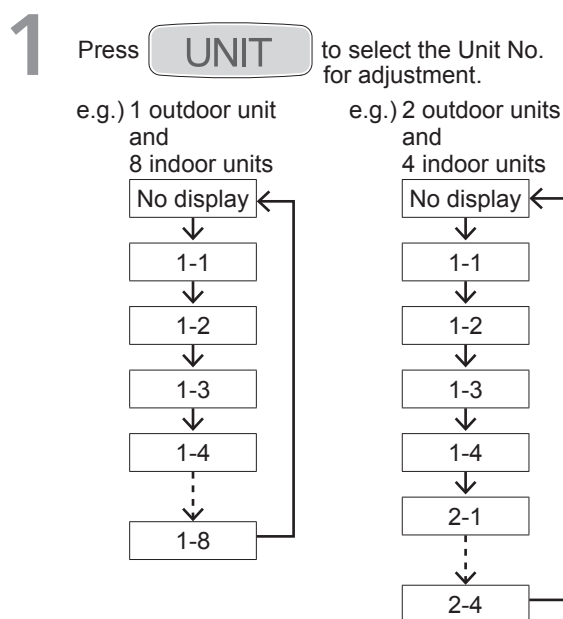 1
Press UNIT to select the Unit No.
for adjustment.
e.g.) 1 outdoor unit
and
8 indoor units
No display
1-1
1-2
1-3
1-4
1-8
e.g.) 2 outdoor units
and
4 indoor units
No display
1-1
1-2
1-3
1-4
2-1
2-4